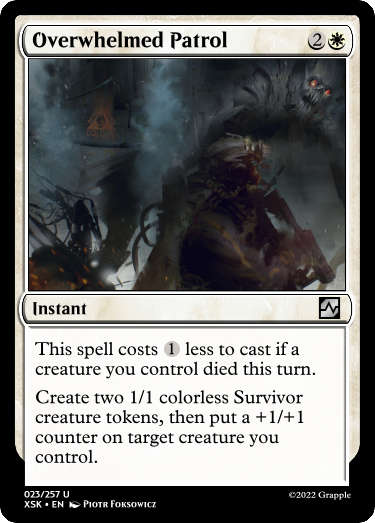 Overwhelmed Patrol 2
Instant
This spell costs 1 less to cast if a
creature you control died this turn.
Create two 1/1 colorless Survivor
creature tokens, then put a +1/+1
counter on target creature you
control.
023/257 U
XSK • EN Piotr Foksowicz
©2022 Grapple